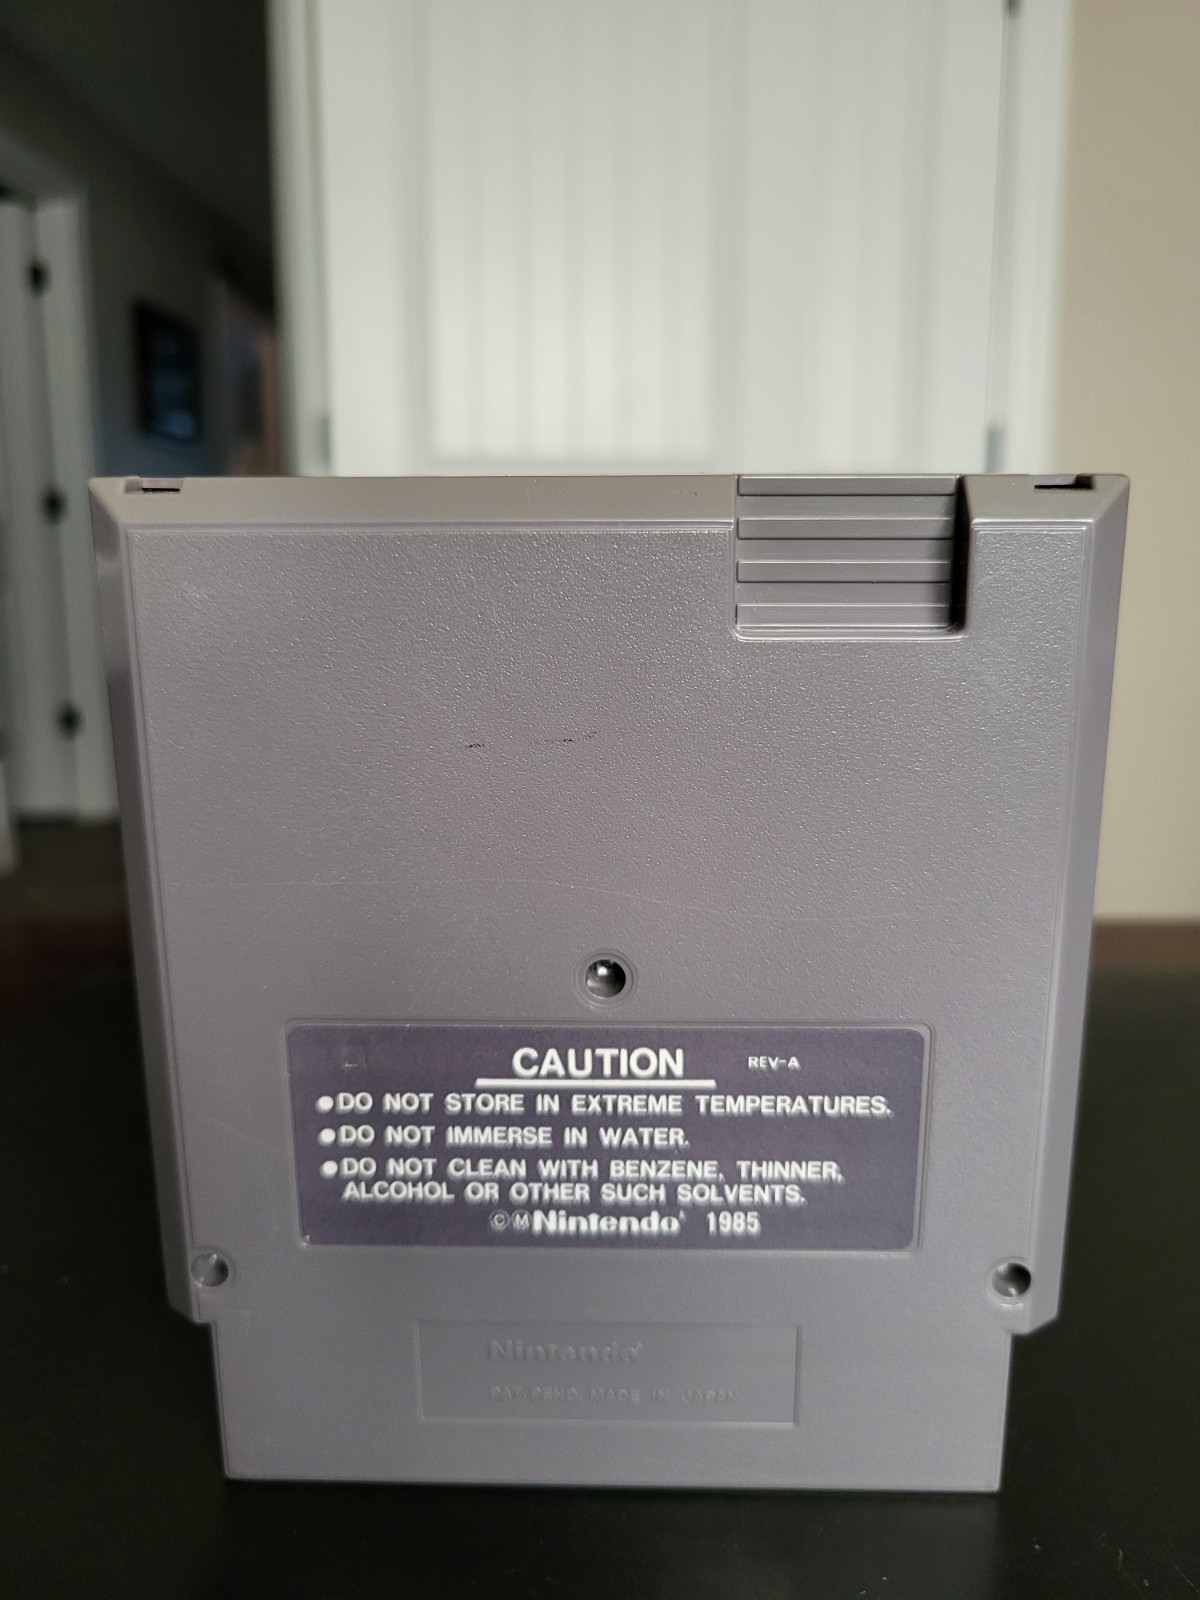 CAUTION REV-A
●DO NOT STORE IN EXTREME TEMPERATURES.
●DO NOT IMMERSE IN WATER.
●DO NOT CLEAN WITH BENZENE, THINNER,
ALCOHOL OR OTHER SUCH SOLVENTS.
©ⓂNintendo® 1985
Nintendo®
PAT. PEND. MADE IN JAPAN